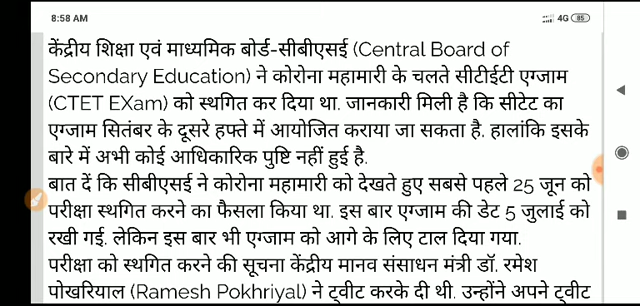 8:58 AM
4G 85
केंद्रीय शिक्षा एवं माध्यमिक बोर्ड-सीबीएसई (Central Board of
Secondary Education) ने कोरोना महामारी के चलते सीटीईटी एग्जाम
(CTET EXam) को स्थगित कर दिया था. जानकारी मिली है कि सीटेट का
एग्जाम सितंबर के दूसरे हफ्ते में आयोजित कराया जा सकता है. हालांकि इसके
बारे में अभी कोई आधिकारिक पुष्टि नहीं हुई है.
बात दें कि सीबीएसई ने कोरोना महामारी को देखते हुए सबसे पहले 25 जून को
परीक्षा स्थगित करने का फैसला किया था. इस बार एग्जाम की डेट 5 जुलाई को
रखी गई. लेकिन इस बार भी एग्जाम को आगे के लिए टाल दिया गया.
परीक्षा को स्थगित करने की सूचना केंद्रीय मानव संसाधन मंत्री डॉ. रमेश
पोखरियाल (Ramesh Pokhriyal) ने ट्वीट करके दी थी. उन्होंने अपने ट्वीट